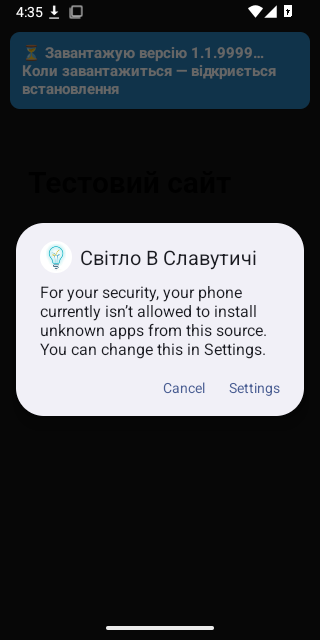 4:35
Завантажую версію 1.1.9999…
Коли завантажиться — відкриється
встановлення
Тестовий сайт
Світло В Славутичі
For your security, your phone
currently isn’t allowed to install
unknown apps from this source.
You can change this in Settings.
Cancel
Settings